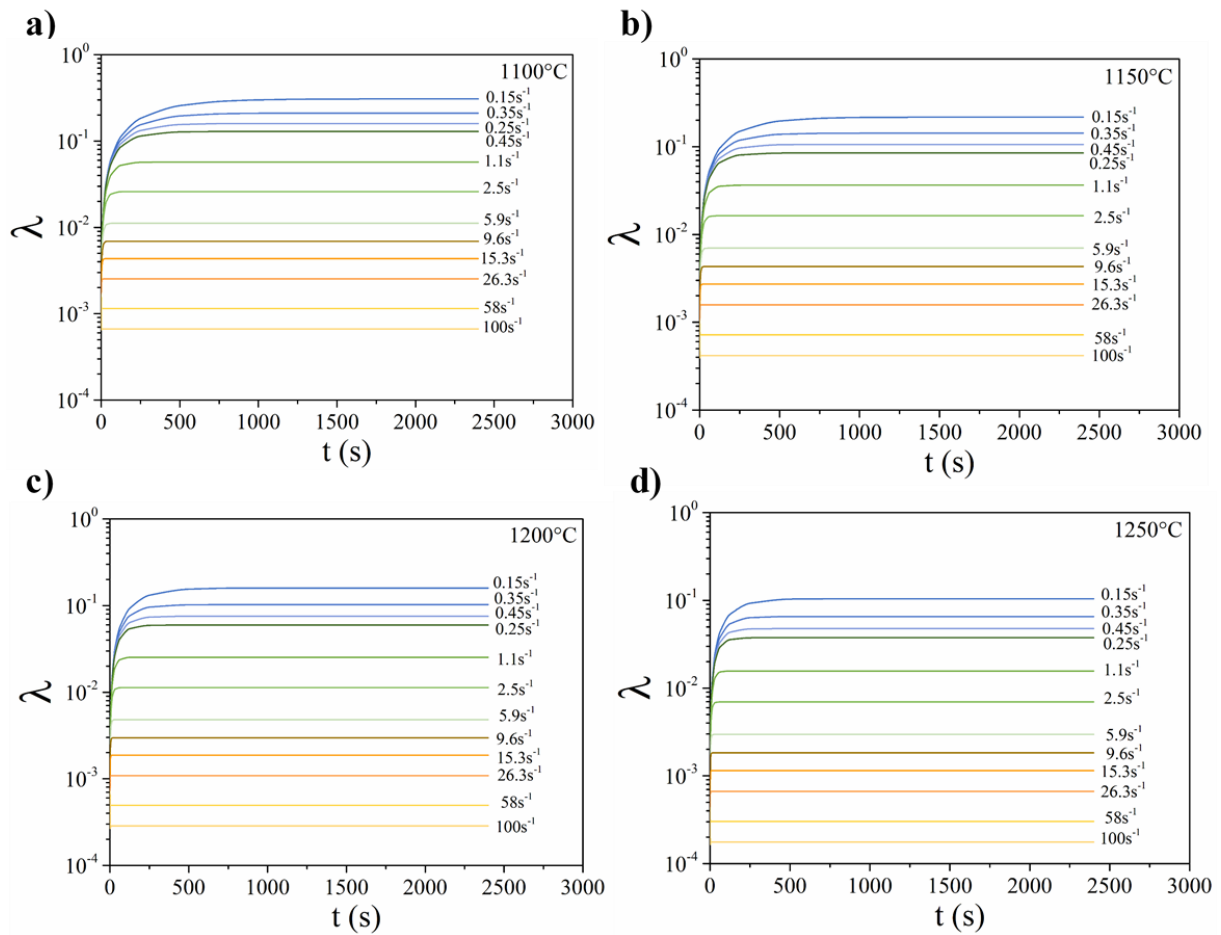 a)
10⁰
10⁻¹
10⁻²
10⁻³
10⁻⁴
λ
1100°C
0.15s⁻¹
0.35s⁻¹
0.25s⁻¹
0.45s⁻¹
1.1s⁻¹
2.5s⁻¹
5.9s⁻¹
9.6s⁻¹
15.3s⁻¹
26.3s⁻¹
58s⁻¹
100s⁻¹
0 500 1000 1500 2000 2500 3000
t (s)
b)
10⁰
10⁻¹
10⁻²
10⁻³
10⁻⁴
λ
1150°C
0.15s⁻¹
0.35s⁻¹
0.45s⁻¹
0.25s⁻¹
1.1s⁻¹
2.5s⁻¹
5.9s⁻¹
9.6s⁻¹
15.3s⁻¹
26.3s⁻¹
58s⁻¹
100s⁻¹
0 500 1000 1500 2000 2500 3000
t (s)
c)
10⁰
10⁻¹
10⁻²
10⁻³
10⁻⁴
λ
1200°C
0.15s⁻¹
0.35s⁻¹
0.45s⁻¹
0.25s⁻¹
1.1s⁻¹
2.5s⁻¹
5.9s⁻¹
9.6s⁻¹
15.3s⁻¹
26.3s⁻¹
58s⁻¹
100s⁻¹
0 500 1000 1500 2000 2500 3000
t (s)
d)
10⁰
10⁻¹
10⁻²
10⁻³
10⁻⁴
λ
1250°C
0.15s⁻¹
0.35s⁻¹
0.45s⁻¹
0.25s⁻¹
1.1s⁻¹
2.5s⁻¹
5.9s⁻¹
9.6s⁻¹
15.3s⁻¹
26.3s⁻¹
58s⁻¹
100s⁻¹
0 500 1000 1500 2000 2500 3000
t (s)